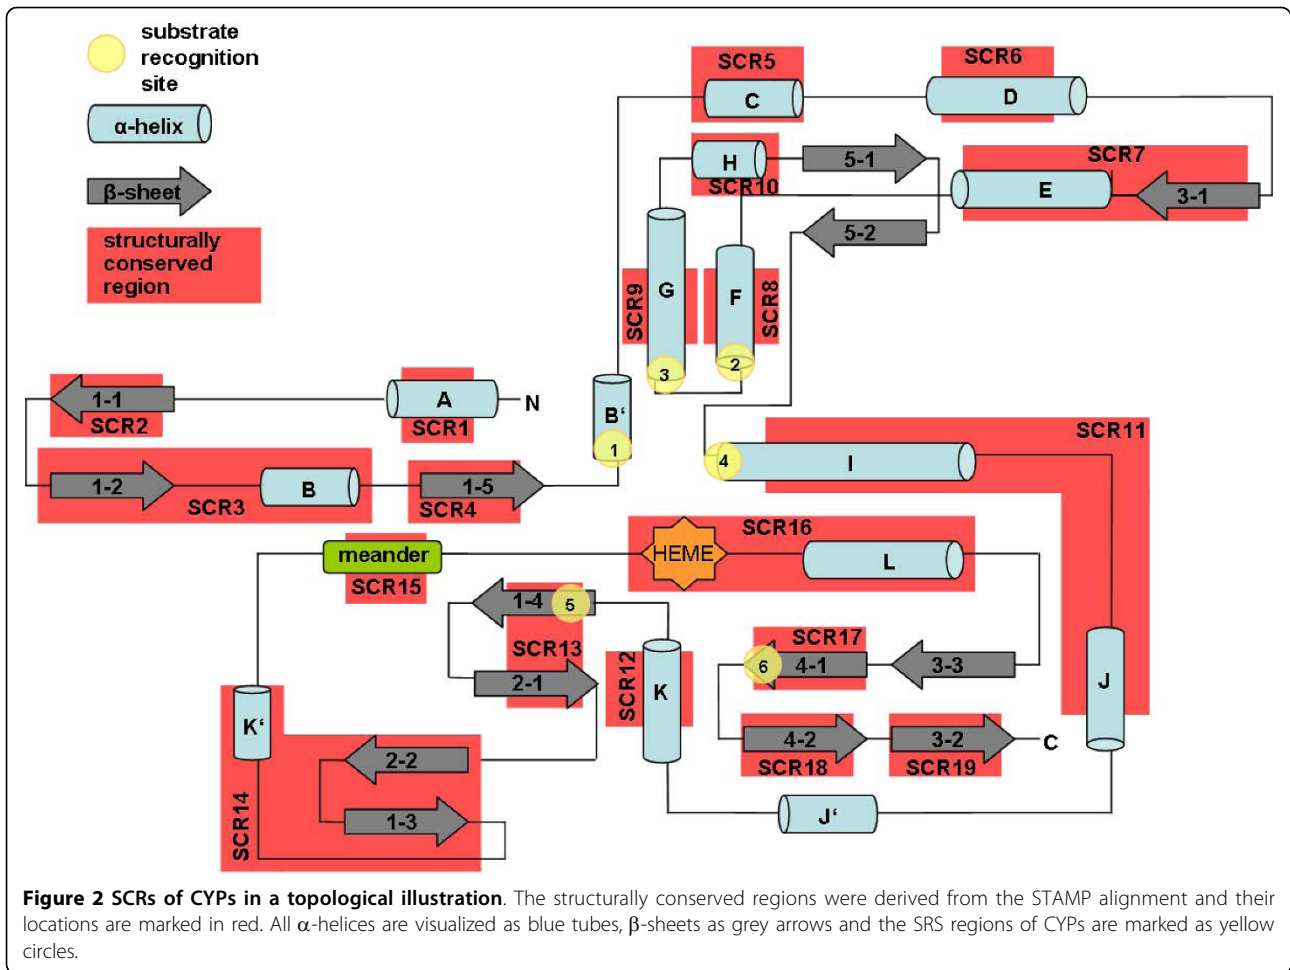 substrate
recognition
site
α-helix
β-sheet
structurally
conserved
region
SCR5
C
SCR6
D
H
SCR10
5-1
5-2
SCR7
E
3-1
SCR9
G
F
SCR8
3
2
1-1
SCR2
A
SCR1
N
B‘
1
1-2
SCR3
B
1-5
SCR4
4
I
SCR11
meander
SCR15
HEME
SCR16
L
1-4
5
SCR13
2-1
SCR12
K
SCR17
6
4-1
3-3
J
K‘
2-2
SCR14
1-3
4-2
SCR18
3-2
SCR19
C
J‘
Figure 2 SCRs of CYPs in a topological illustration. The structurally conserved regions were derived from the STAMP alignment and their
locations are marked in red. All α-helices are visualized as blue tubes, β-sheets as grey arrows and the SRS regions of CYPs are marked as yellow
circles.